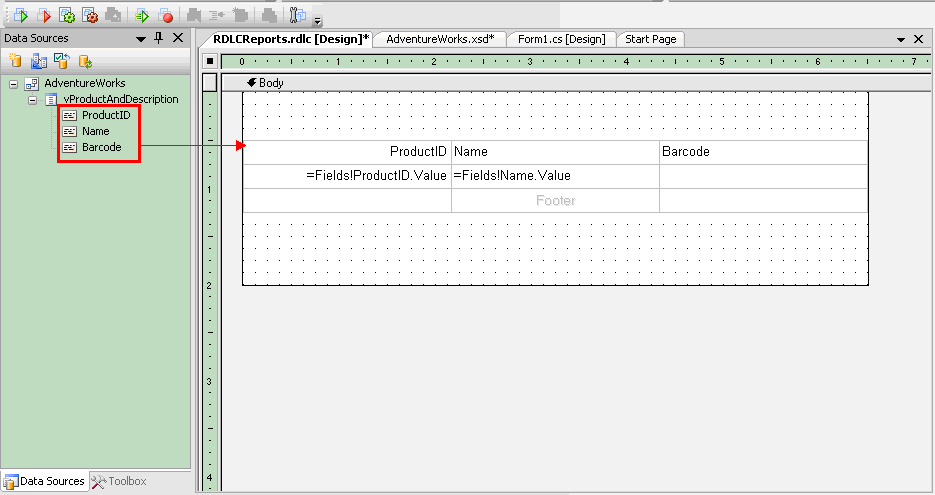 Data Sources
RDLCReports.rdlc [Design]*
AdventureWorks.xsd*
Form1.cs [Design]
Start Page
0 1 2 3 4 5 6 7
AdventureWorks
vProductAndDescription
ProductID
Name
Barcode
Body
ProductID Name Barcode
=Fields!ProductID.Value =Fields!Name.Value
Footer
1
2
3
4
Data Sources
Toolbox